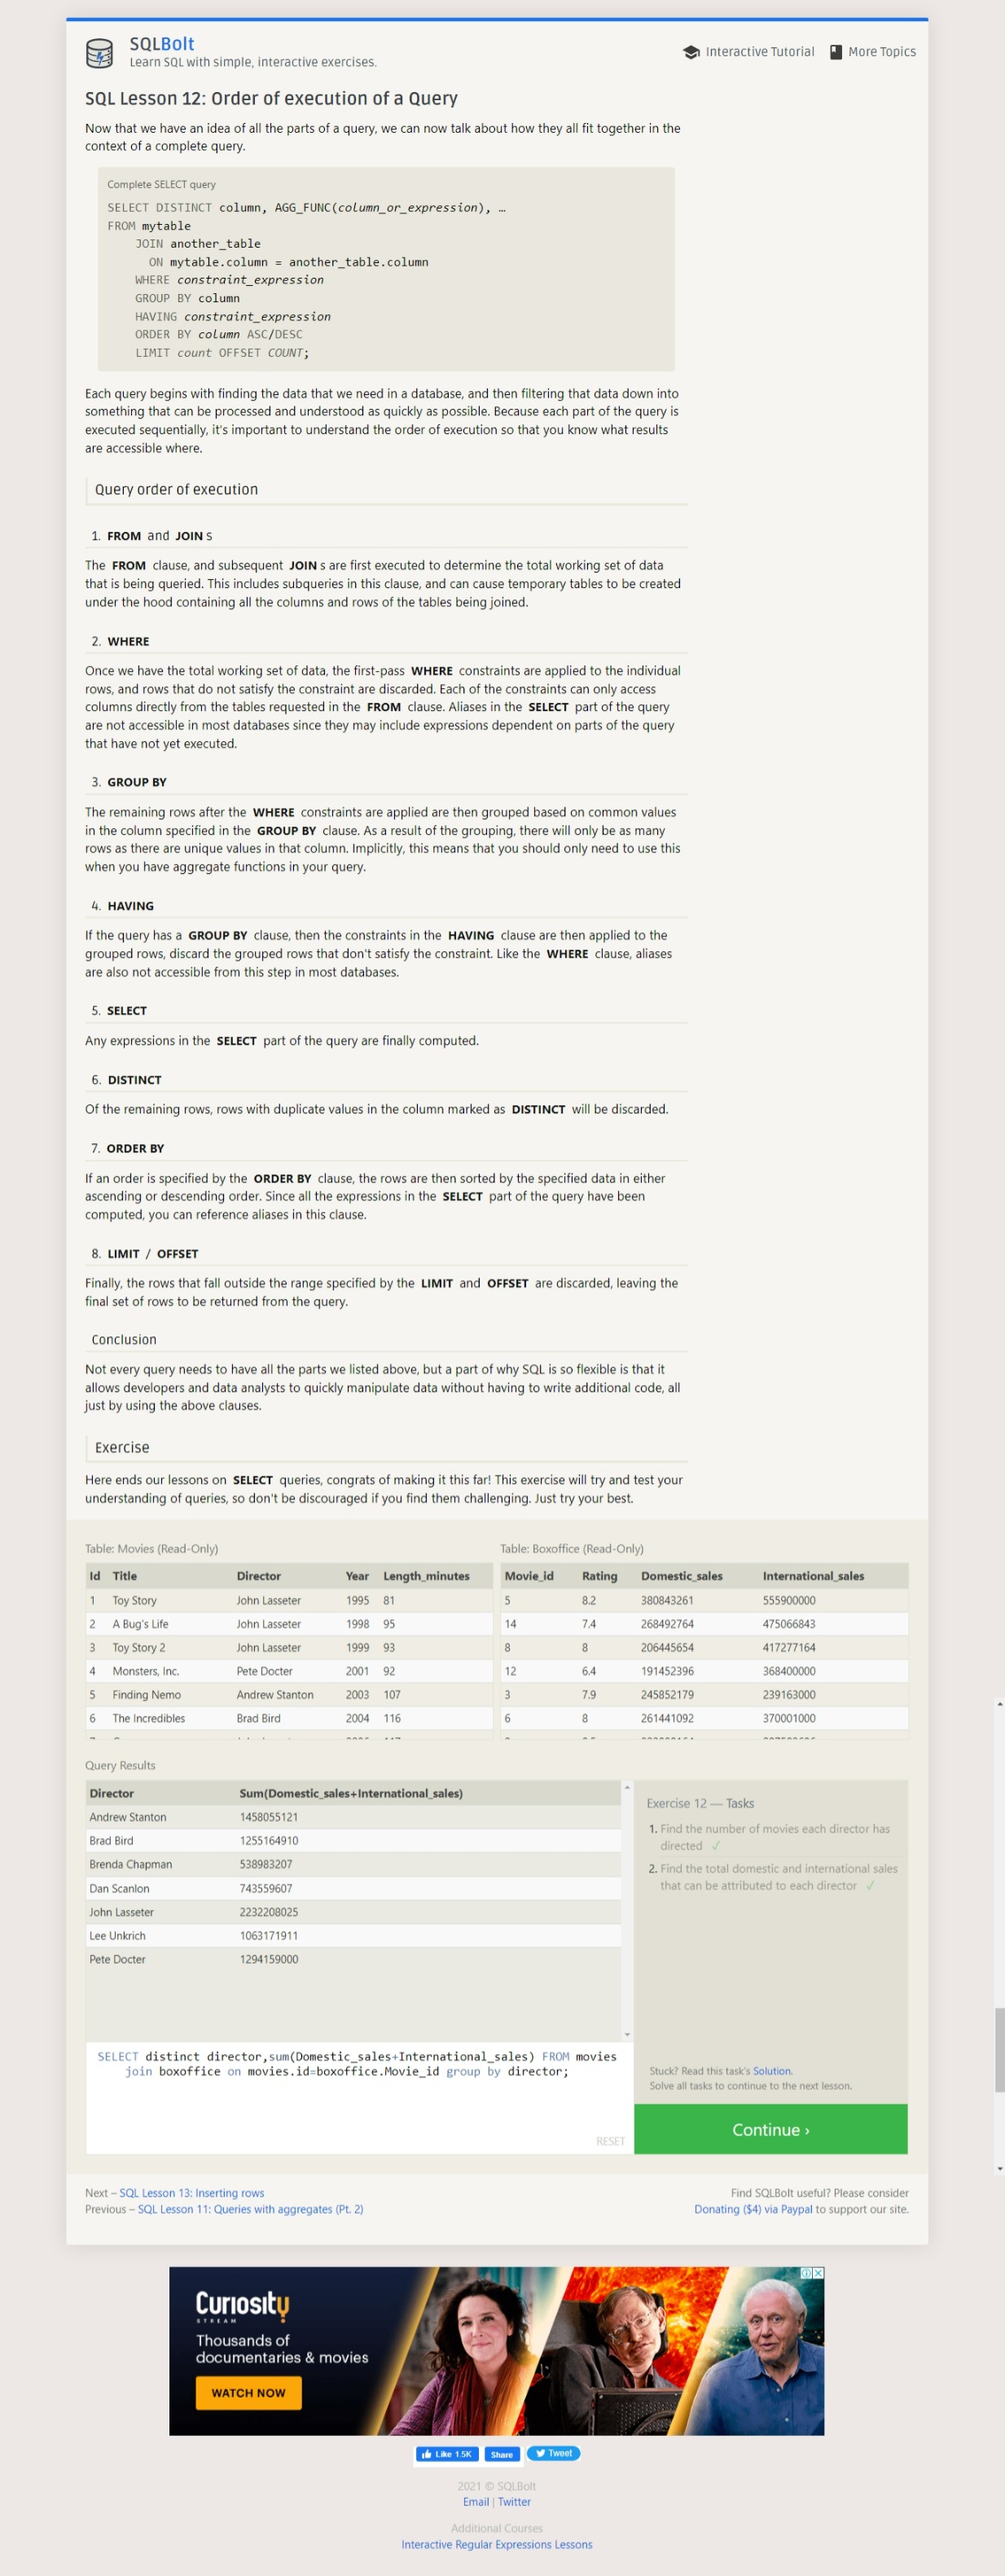 SQLBolt
Learn SQL with simple, interactive exercises.
Interactive Tutorial
More Topics
SQL Lesson 12: Order of execution of a Query
Now that we have an idea of all the parts of a query, we can now talk about how they all fit together in the
context of a complete query.
Complete SELECT query
SELECT DISTINCT column, AGG_FUNC(column_or_expression), …
FROM mytable
JOIN another_table
ON mytable.column = another_table.column
WHERE constraint_expression
GROUP BY column
HAVING constraint_expression
ORDER BY column ASC/DESC
LIMIT count OFFSET COUNT;
Each query begins with finding the data that we need in a database, and then filtering that data down into
something that can be processed and understood as quickly as possible. Because each part of the query is
executed sequentially, it's important to understand the order of execution so that you know what results
are accessible where.
Query order of execution
1. FROM and JOIN s
The FROM clause, and subsequent JOIN s are first executed to determine the total working set of data
that is being queried. This includes subqueries in this clause, and can cause temporary tables to be created
under the hood containing all the columns and rows of the tables being joined.
2. WHERE
Once we have the total working set of data, the first-pass WHERE constraints are applied to the individual
rows, and rows that do not satisfy the constraint are discarded. Each of the constraints can only access
columns directly from the tables requested in the FROM clause. Aliases in the SELECT part of the query
are not accessible in most databases since they may include expressions dependent on parts of the query
that have not yet executed.
3. GROUP BY
The remaining rows after the WHERE constraints are applied are then grouped based on common values
in the column specified in the GROUP BY clause. As a result of the grouping, there will only be as many
rows as there are unique values in that column. Implicitly, this means that you should only need to use this
when you have aggregate functions in your query.
4. HAVING
If the query has a GROUP BY clause, then the constraints in the HAVING clause are then applied to the
grouped rows, discard the grouped rows that don't satisfy the constraint. Like the WHERE clause, aliases
are also not accessible from this step in most databases.
5. SELECT
Any expressions in the SELECT part of the query are finally computed.
6. DISTINCT
Of the remaining rows, rows with duplicate values in the column marked as DISTINCT will be discarded.
7. ORDER BY
If an order is specified by the ORDER BY clause, the rows are then sorted by the specified data in either
ascending or descending order. Since all the expressions in the SELECT part of the query have been
computed, you can reference aliases in this clause.
8. LIMIT / OFFSET
Finally, the rows that fall outside the range specified by the LIMIT and OFFSET are discarded, leaving the
final set of rows to be returned from the query.
Conclusion
Not every query needs to have all the parts we listed above, but a part of why SQL is so flexible is that it
allows developers and data analysts to quickly manipulate data without having to write additional code, all
just by using the above clauses.
Exercise
Here ends our lessons on SELECT queries, congrats of making it this far! This exercise will try and test your
understanding of queries, so don't be discouraged if you find them challenging. Just try your best.
Table: Movies (Read-Only)
Id Title Director Year Length_minutes
1 Toy Story John Lasseter 1995 81
2 A Bug's Life John Lasseter 1998 95
3 Toy Story 2 John Lasseter 1999 93
4 Monsters, Inc. Pete Docter 2001 92
5 Finding Nemo Andrew Stanton 2003 107
6 The Incredibles Brad Bird 2004 116
Table: Boxoffice (Read-Only)
Movie_id Rating Domestic_sales International_sales
5 8.2 380843261 555900000
14 7.4 268492764 475066843
8 8 206445654 417277164
12 6.4 191452396 368400000
3 7.9 245852179 239163000
6 8 261441092 370001000
Query Results
Director Sum(Domestic_sales+International_sales)
Andrew Stanton 1458055121
Brad Bird 1255164910
Brenda Chapman 538983207
Dan Scanlon 743559607
John Lasseter 2232208025
Lee Unkrich 1063171911
Pete Docter 1294159000
SELECT distinct director,sum(Domestic_sales+International_sales) FROM movies
join boxoffice on movies.id=boxoffice.Movie_id group by director;
RESET
Exercise 12 — Tasks
1. Find the number of movies each director has
directed ✓
2. Find the total domestic and international sales
that can be attributed to each director ✓
Stuck? Read this task's Solution.
Solve all tasks to continue to the next lesson.
Continue ›
Next – SQL Lesson 13: Inserting rows
Previous – SQL Lesson 11: Queries with aggregates (Pt. 2)
Find SQLBolt useful? Please consider
Donating ($4) via Paypal to support our site.
Curiosity
STREAM
Thousands of
documentaries & movies
WATCH NOW
Like 1.5K
Share
Tweet
2021 © SQLBolt
Email | Twitter
Additional Courses
Interactive Regular Expressions Lessons